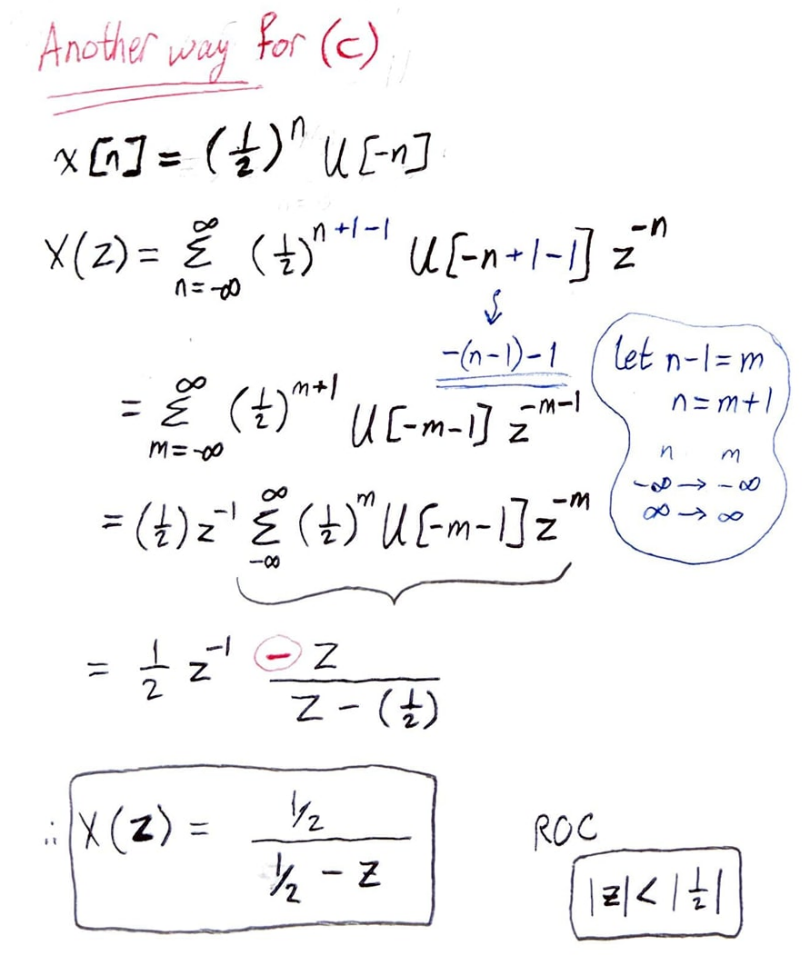 Another way for (c)
x[n] = (1/2)^n U[-n]
X(z) = Σ_{n=-∞}^{∞} (1/2)^{n+1-1} U[-n+1-1] z^{-n}
↓
-(n-1)-1
let n-1=m
n=m+1
n m
-∞ → -∞
∞ → ∞
= Σ_{m=-∞}^{∞} (1/2)^{m+1} U[-m-1] z^{-m-1}
= (1/2) z^{-1} Σ_{-∞}^{∞} (1/2)^m U[-m-1] z^{-m}
= 1/2 z^{-1} (-z)/(z-(1/2))
∴ X(z) = (1/2)/(1/2 - z)
ROC
|z| < |1/2|